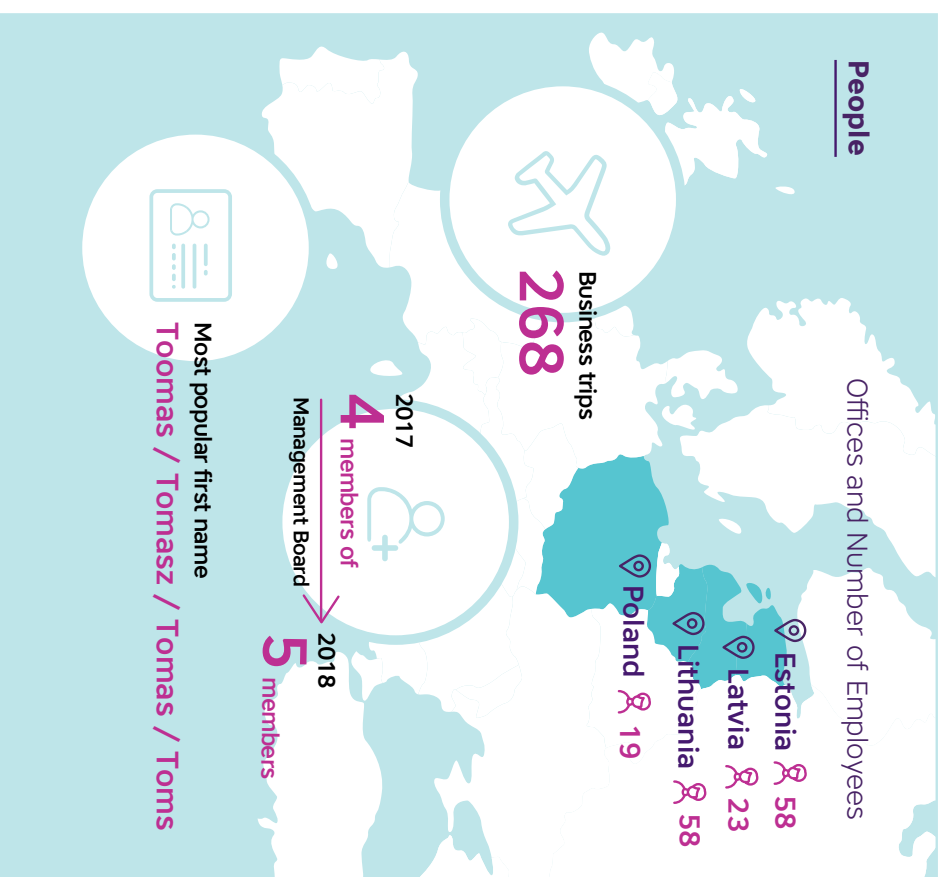 People
Offices and Number of Employees
Estonia 58
Latvia 23
Lithuania 58
Poland 19
Business trips
268
2017
4 members of
Management Board
2018
5 members
Most popular first name
Toomas / Tomasz / Tomas / Toms